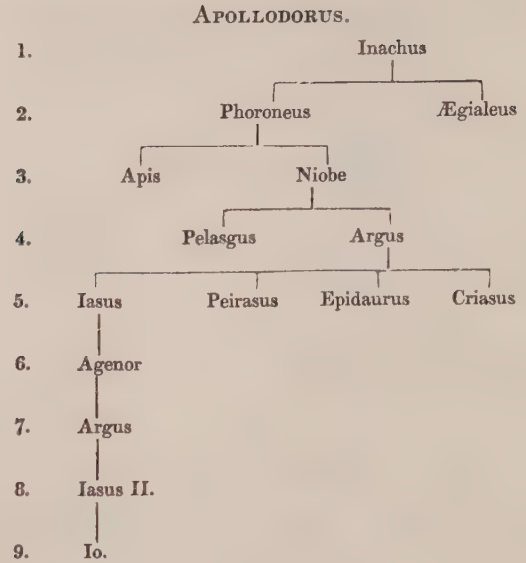 APOLLODORUS.
1. Inachus
2. Phoroneus Ægialeus
3. Apis Niobe
4. Pelasgus Argus
5. Iasus Peirasus Epidaurus Criasus
6. Agenor
7. Argus
8. Iasus II.
9. Io.